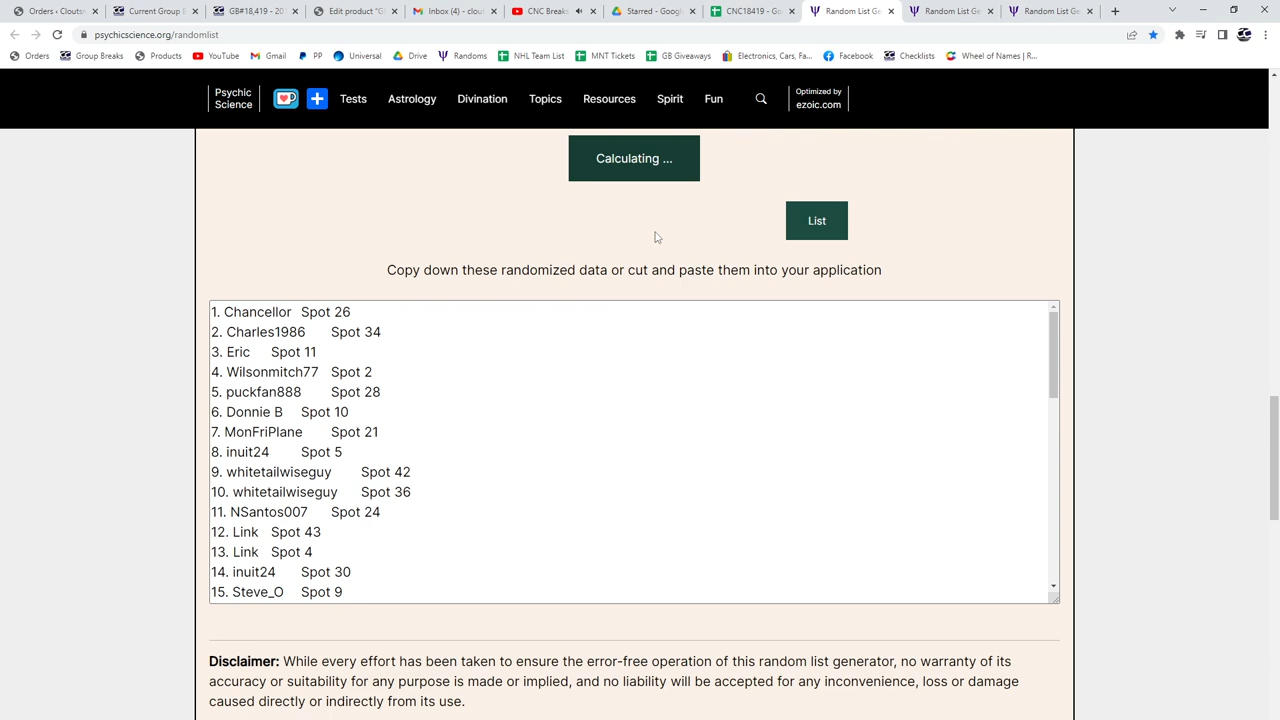 Orders < Cloutsn
Current Group B
GB#18,419 - 201
Edit product "G
Inbox (4) - clout
CNC Breaks
Starred - Googl
CNC18419 - Go
Random List Ge
Random List Ge
Random List Ge
psychicscience.org/randomlist
Orders
Group Breaks
Products
YouTube
Gmail
PP
Universal
Drive
Randoms
NHL Team List
MNT Tickets
GB Giveaways
Electronics, Cars, Fa...
Facebook
Checklists
Wheel of Names | R...
Psychic
Science
Tests
Astrology
Divination
Topics
Resources
Spirit
Fun
Optimized by
ezoic.com
Calculating ...
List
Copy down these randomized data or cut and paste them into your application
1. Chancellor Spot 26
2. Charles1986 Spot 34
3. Eric Spot 11
4. Wilsonmitch77 Spot 2
5. puckfan888 Spot 28
6. Donnie B Spot 10
7. MonFriPlane Spot 21
8. inuit24 Spot 5
9. whitetailwiseguy Spot 42
10. whitetailwiseguy Spot 36
11. NSantos007 Spot 24
12. Link Spot 43
13. Link Spot 4
14. inuit24 Spot 30
15. Steve_O Spot 9
Disclaimer: While every effort has been taken to ensure the error-free operation of this random list generator, no warranty of its
accuracy or suitability for any purpose is made or implied, and no liability will be accepted for any inconvenience, loss or damage
caused directly or indirectly from its use.